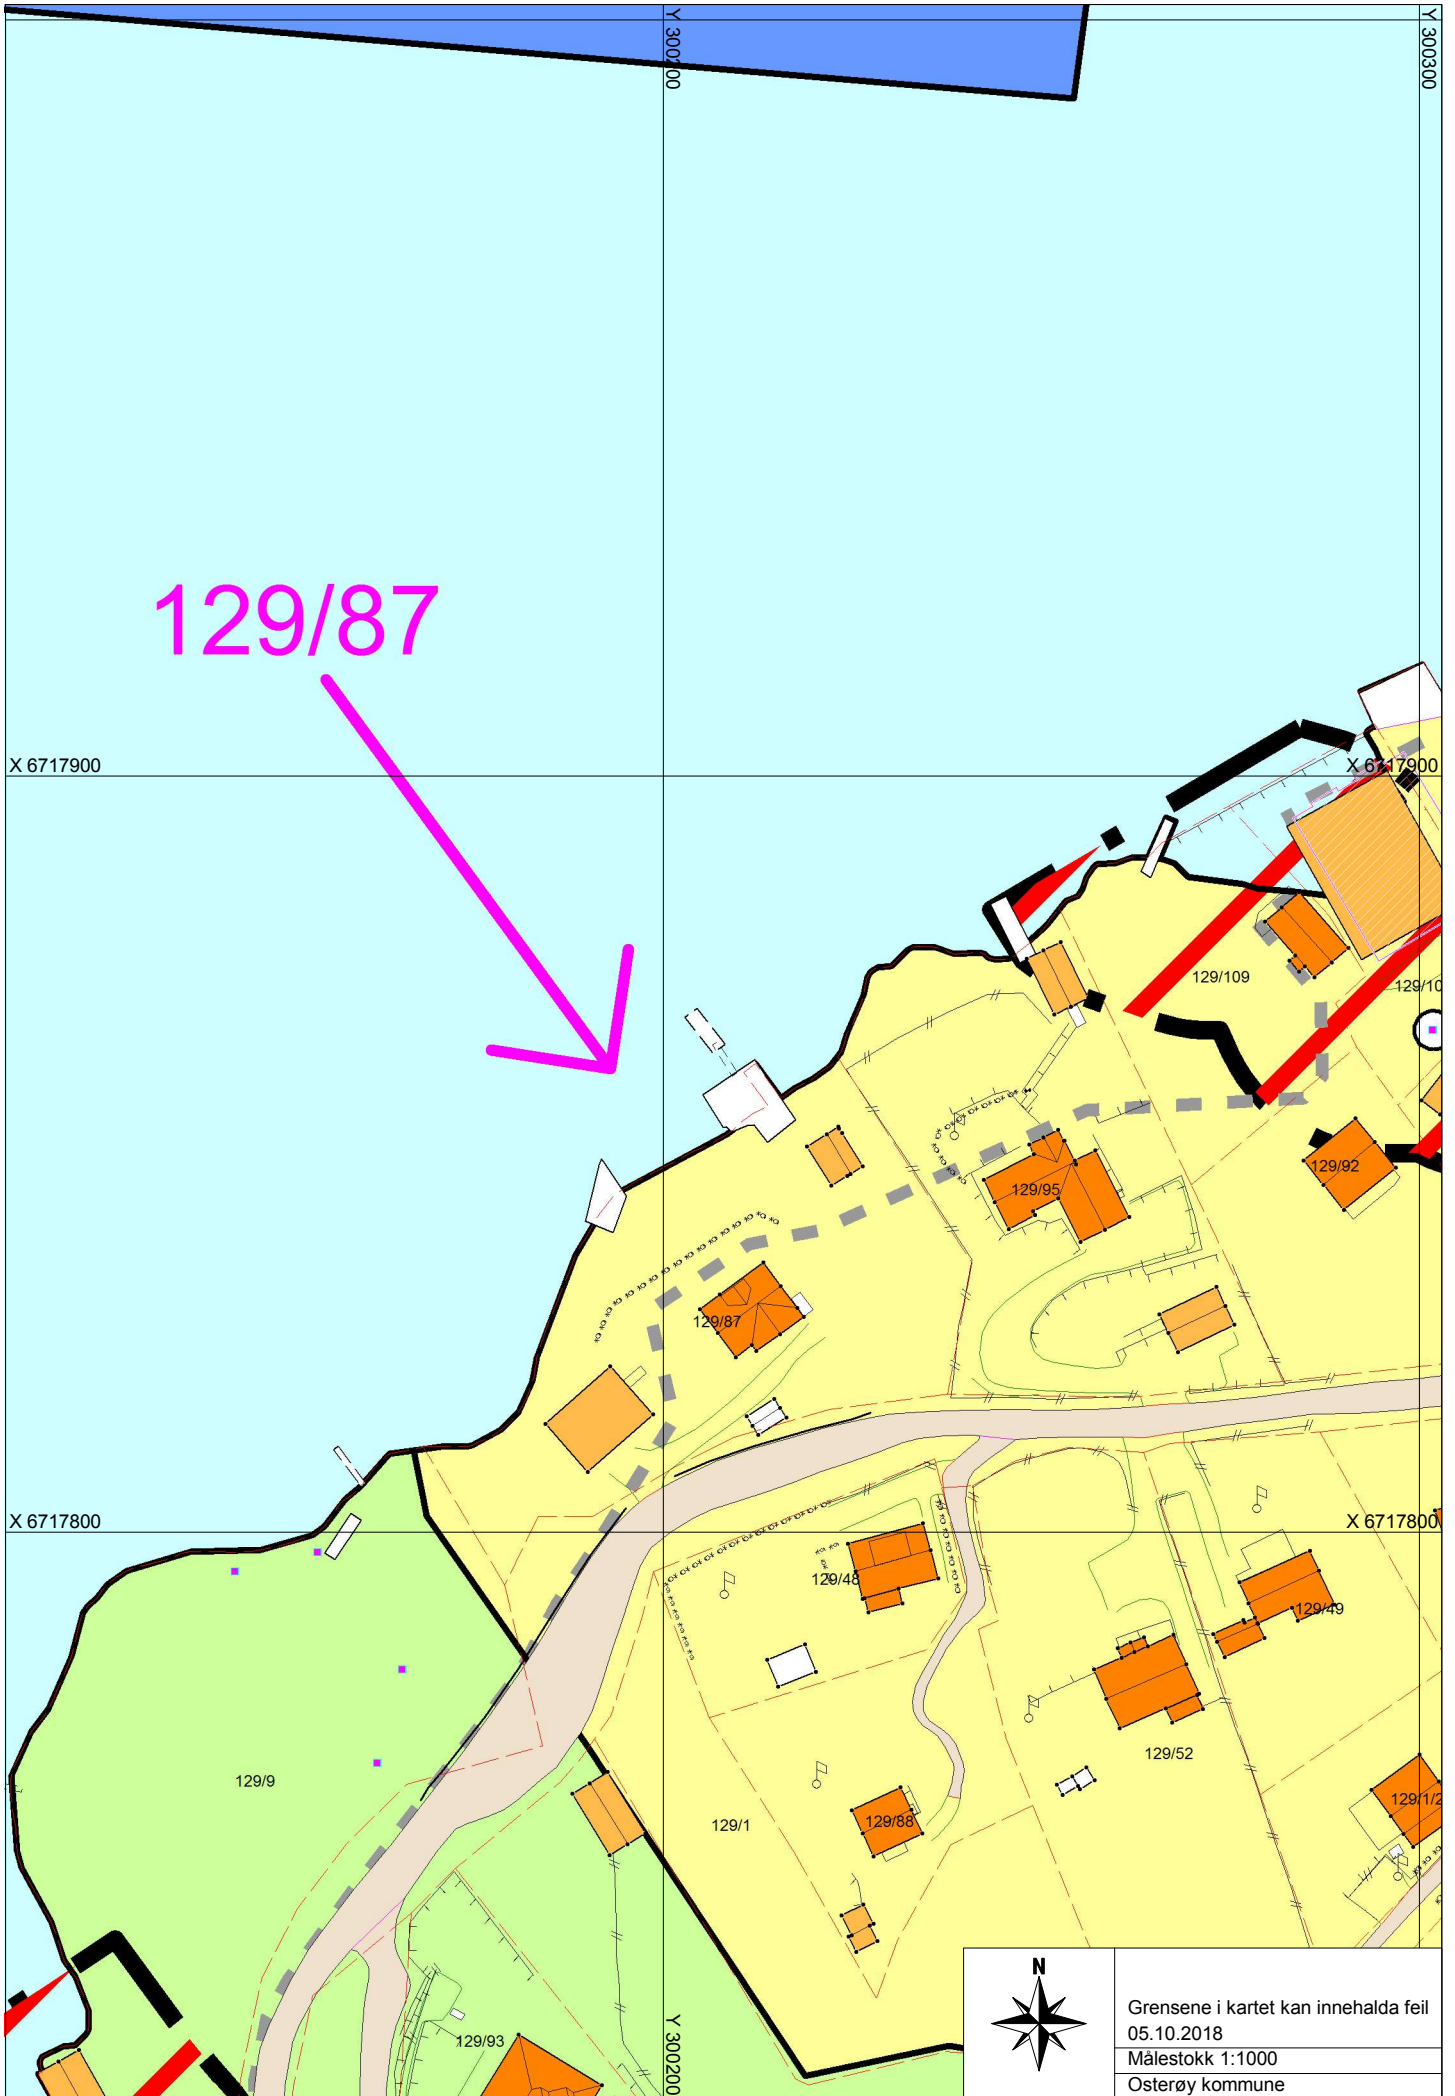 Y 300200
Y 300300
129/87
X 6717900
X 6717900
129/109
129/10
129/92
129/95
129/87
X 6717800
X 6717800
129/48
129/49
129/52
129/9
129/1
129/88
129/1/2
129/93
Y 300200
N
Grensene i kartet kan innehalda feil
05.10.2018
Målestokk 1:1000
Osterøy kommune